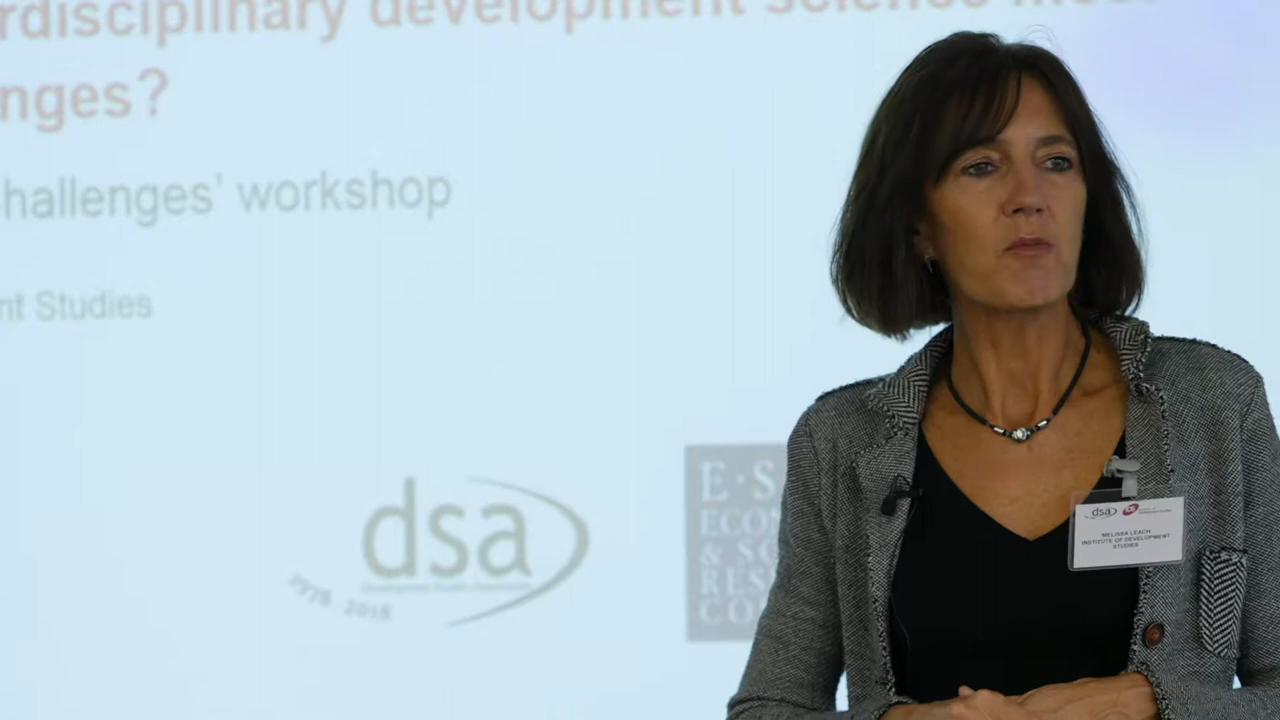 rdisciplinary development science
nges?
hallenges' workshop
nt Studies
dsa
1978 2018
E·S
ECO
& SO
RES
CO
dsa
MELISSA LEACH
INSTITUTE OF DEVELOPMENT
STUDIES